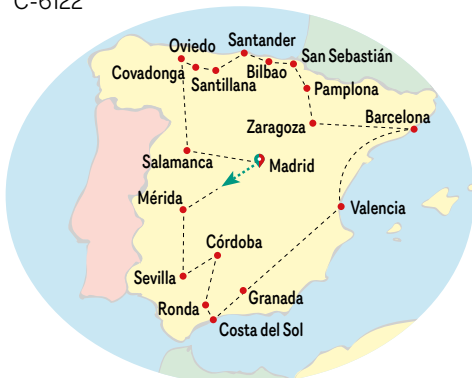 C-6122
Oviedo
Santander
Covadonga
Santillana
Bilbao
San Sebastián
Pamplona
Zaragoza
Barcelona
Salamanca
Madrid
Mérida
Valencia
Córdoba
Sevilla
Granada
Ronda
Costa del Sol